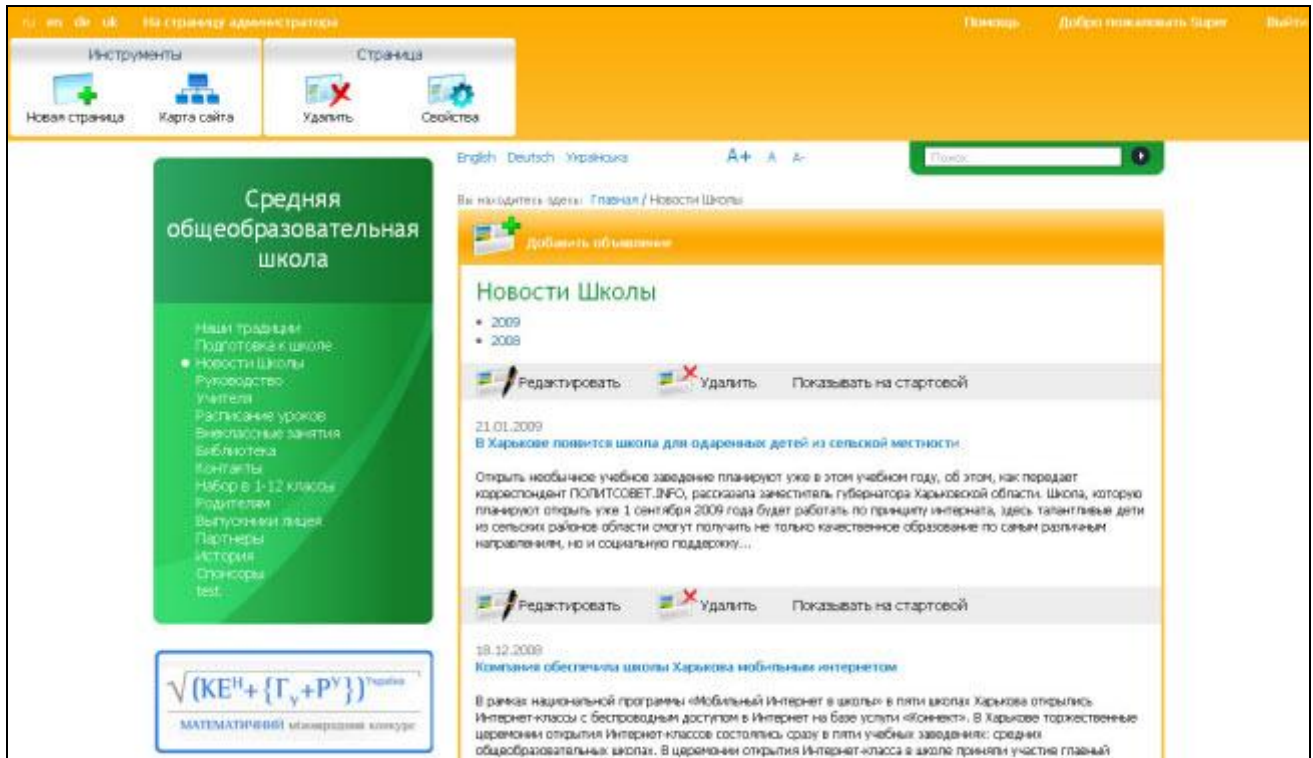 ru en de uk На страницу администратора
Помощь Добро пожаловать Super Выйти
Инструменты
Страница
Новая страница
Карта сайта
Удалить
Свойства
English Deutsch Українська
A+ A A-
Поиск
Средняя
общеобразовательная
школа
Наши традиции
Подготовка к школе
Новости Школы
Руководство
Учителя
Расписание уроков
Внеклассные занятия
Библиотека
Контакты
Набор в 1-12 классы
Родителям
Выпускники лицея
Партнеры
История
Спонсоры
test
√(KEᴴ+{Гᵧ+Рʸ})Україна
МАТЕМАТИЧНИЙ міжнародний конкурс
Вы находитесь здесь: Главная / Новости Школы
Добавить объявление
Новости Школы
2009
2008
Редактировать Удалить Показывать на стартовой
21.01.2009
В Харькове появится школа для одаренных детей из сельской местности
Открыть необычное учебное заведение планируют уже в этом учебном году, об этом, как передает
корреспондент ПОЛИТСОВЕТ.INFO, рассказала заместитель губернатора Харьковской области. Школа, которую
планируют открыть уже 1 сентября 2009 года будет работать по принципу интерната, здесь талантливые дети
из сельских районов области смогут получить не только качественное образование по самым различным
направлениям, но и социальную поддержку...
Редактировать Удалить Показывать на стартовой
18.12.2008
Компания обеспечила школы Харькова мобильным интернетом
В рамках национальной программы «Мобильный Интернет в школы» в пяти школах Харькова открылись
Интернет-классы с беспроводным доступом в Интернет на базе услуги «Коннект». В Харькове торжественные
церемонии открытия Интернет-классов состоялись сразу в пяти учебных заведениях: средних
общеобразовательных школах. В церемонии открытия Интернет-класса в школе приняли участие главный